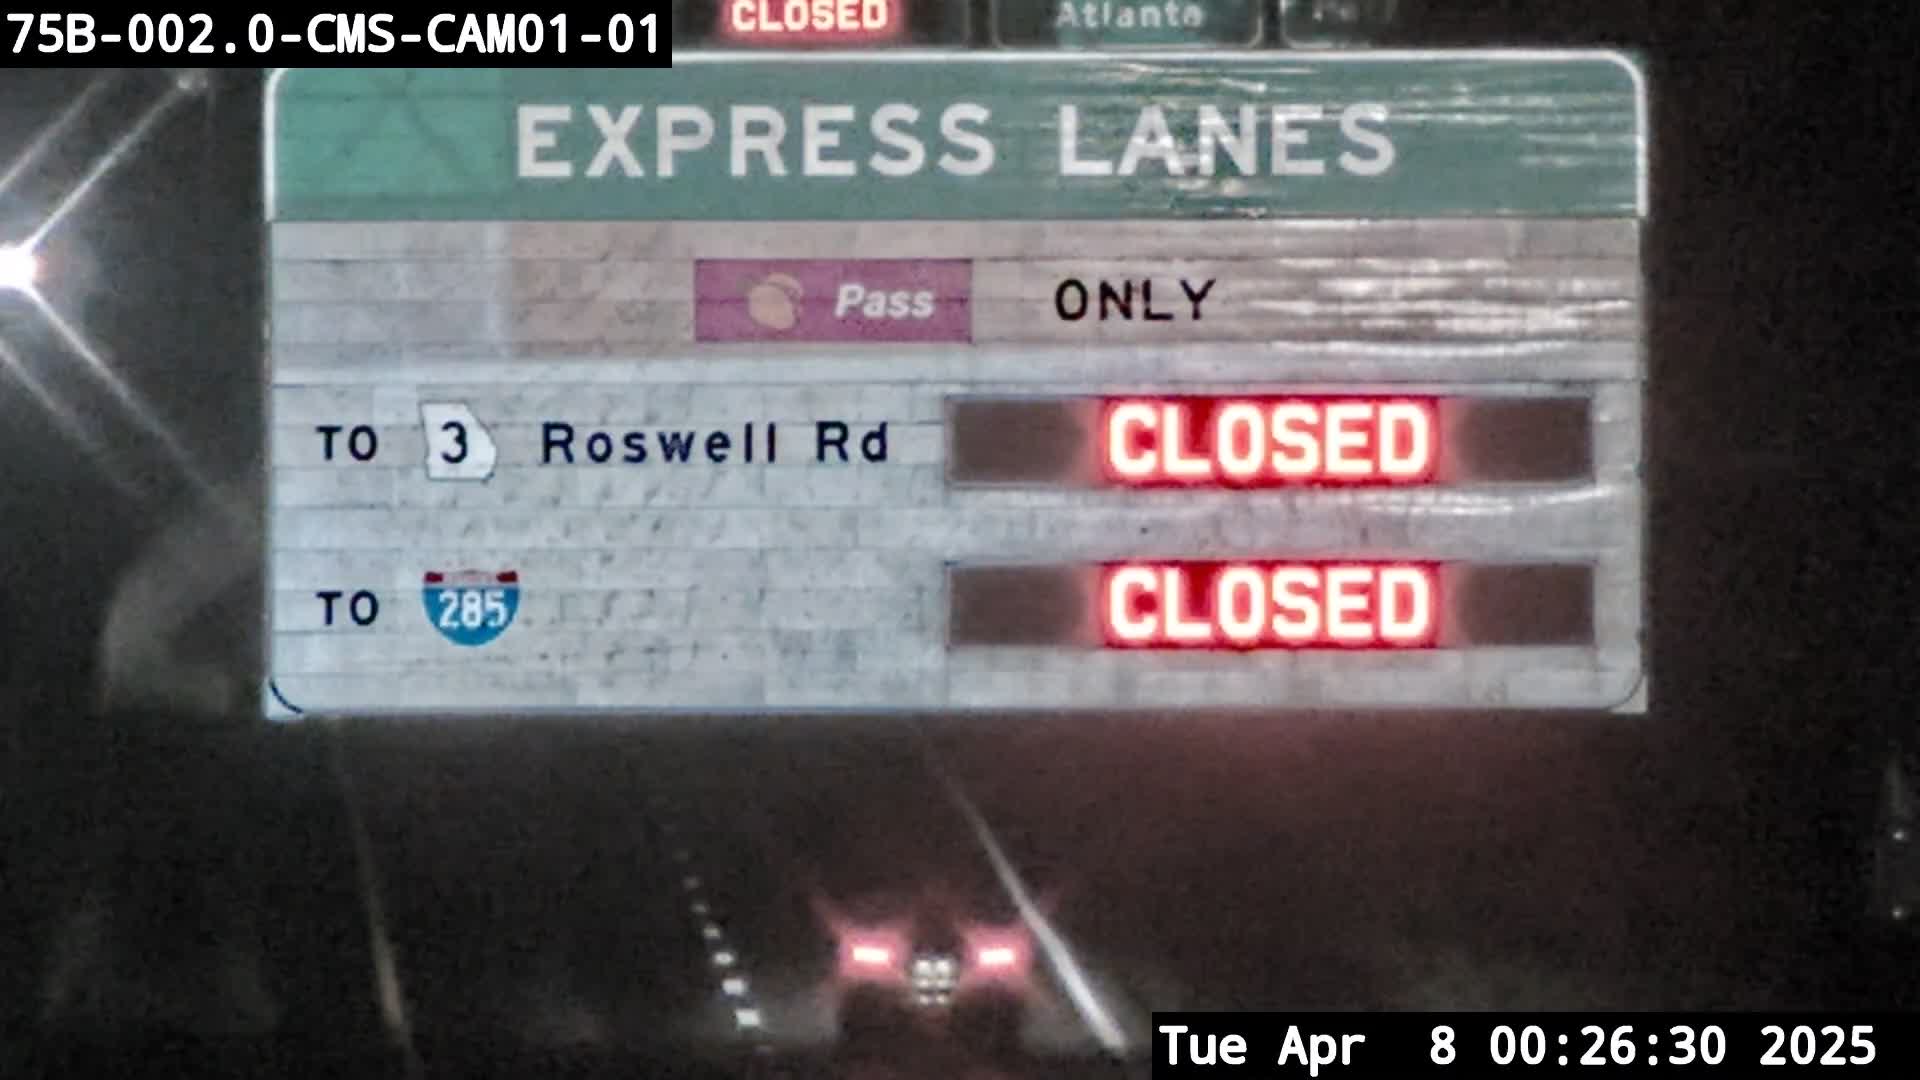 75B-002.0-CMS-CAM01-01
CLOSED
Atlanta
EXPRESS LANES
Pass ONLY
TO 3 Roswell Rd CLOSED
TO 285 CLOSED
Tue Apr 8 00:26:30 2025